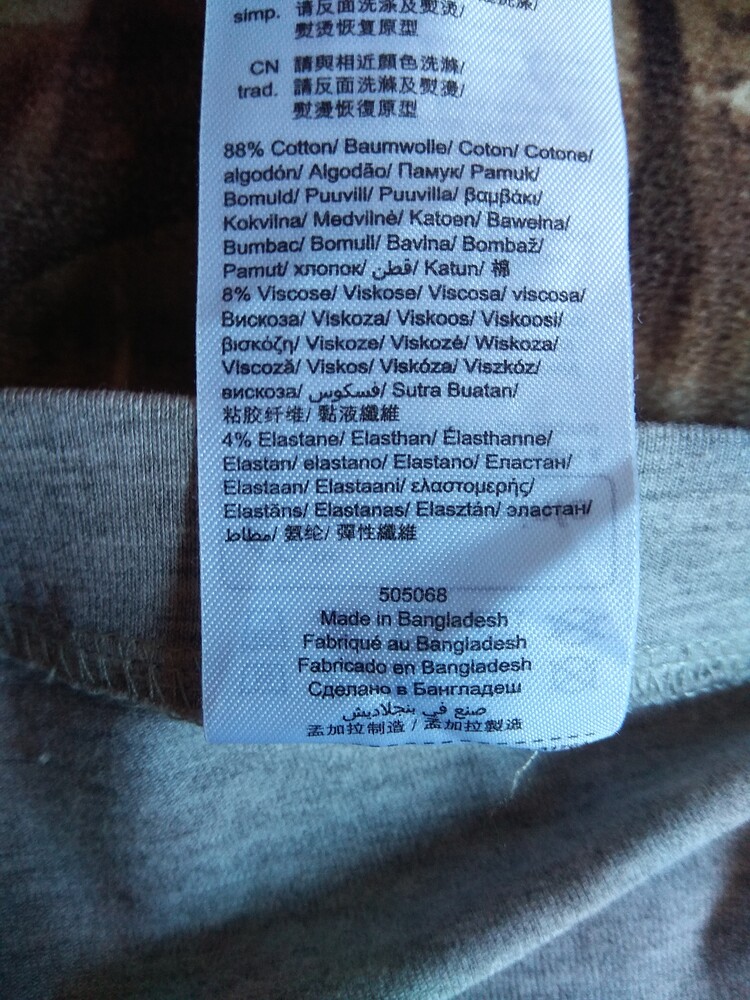 simp. 请反面洗涤及熨烫/
熨烫恢复原型
CN 請與相近顏色洗滌/
trad. 請反面洗滌及熨燙/
熨燙恢復原型
88% Cotton/ Baumwolle/ Coton/ Cotone/
algodón/ Algodão/ Памук/ Pamuk/
Bomuld/ Puuvill/ Puuvilla/ βαμβάκι/
Kokvilna/ Medvilnė/ Katoen/ Bawełna/
Bumbac/ Bomull/ Bavlna/ Bombaž/
Pamut/ хлопок/ قطن/ Katun/ 棉
8% Viscose/ Viskose/ Viscosa/ viscosa/
Вискоза/ Viskoza/ Viskoos/ Viskoosi/
βισκόζη/ Viskoze/ Viskozė/ Wiskoza/
Viscoză/ Viskos/ Viskóza/ Viszkóz/
вискоза/ فسكوس/ Sutra Buatan/
粘胶纤维/ 黏液纖維
4% Elastane/ Elasthan/ Élasthanne/
Elastan/ elastano/ Elastano/ Еластан/
Elastaan/ Elastaani/ ελαστομερής/
Elastāns/ Elastanas/ Elasztán/ эластан/
مطاط/ 氨纶/ 彈性纖維
505068
Made in Bangladesh
Fabriqué au Bangladesh
Fabricado en Bangladesh
Сделано в Бангладеш
صنع في بنجلاديش
孟加拉制造 / 孟加拉製造